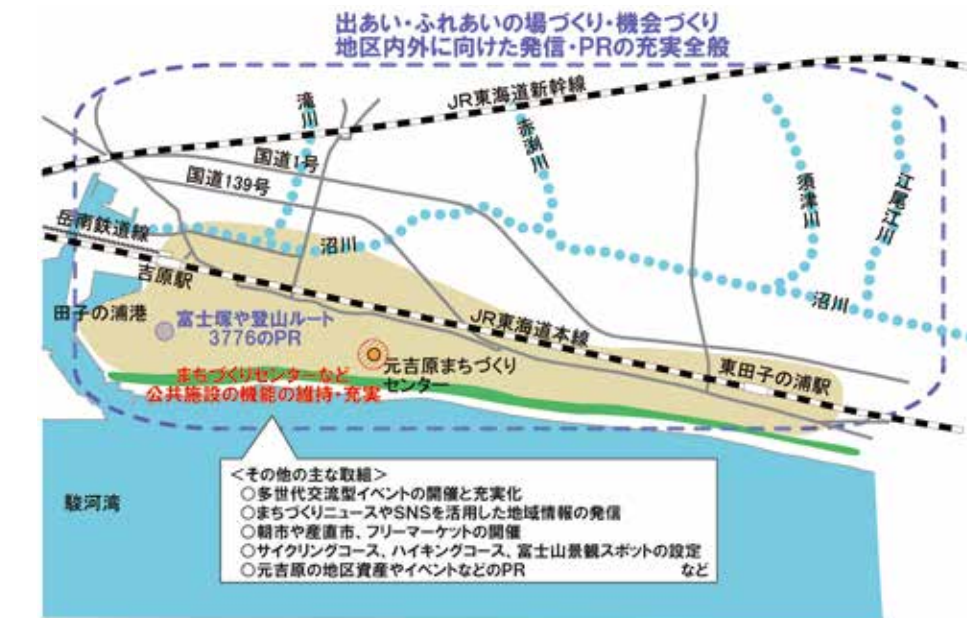 出あい・ふれあいの場づくり・機会づくり
地区内外に向けた発信・PRの充実全般
JR東海道新幹線
滝川
赤渕川
国道1号
国道139号
須津川
江尾江川
岳南鉄道線
沼川
吉原駅
沼川
田子の浦港
富士塚や登山ルート
3776のPR
JR東海道本線
元吉原まちづくり
センター
東田子の浦駅
まちづくりセンターなど
公共施設の機能の維持・充実
駿河湾
<その他の主な取組>
○多世代交流型イベントの開催と充実化
○まちづくりニュースやSNSを活用した地域情報の発信
○朝市や産直市、フリーマーケットの開催
○サイクリングコース、ハイキングコース、富士山景観スポットの設定
○元吉原の地区資産やイベントなどのPR など